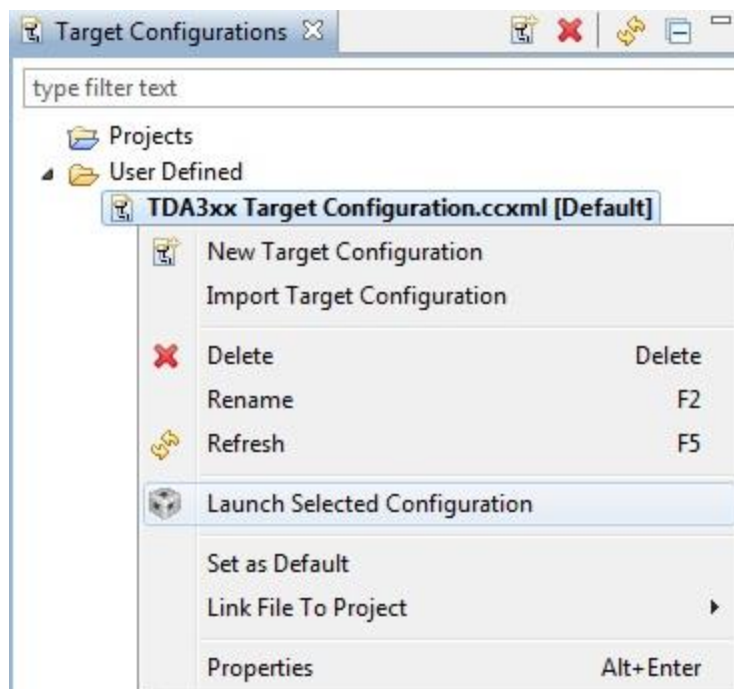 Target Configurations
type filter text
Projects
User Defined
TDA3xx Target Configuration.ccxml [Default]
New Target Configuration
Import Target Configuration
Delete Delete
Rename F2
Refresh F5
Launch Selected Configuration
Set as Default
Link File To Project
Properties Alt+Enter